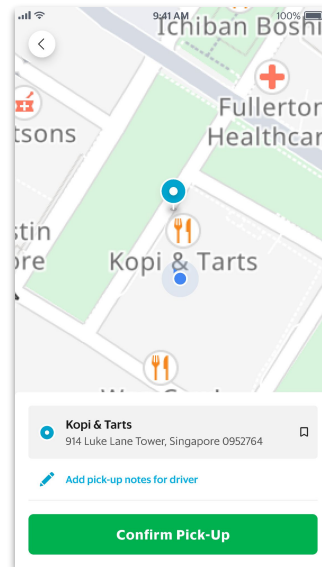 9:41 AM
100%
Ichiban Boshi
Fullerton
Healthcar
tsons
stin
ore
Kopi & Tarts
Kopi & Tarts
914 Luke Lane Tower, Singapore 0952764
Add pick-up notes for driver
Confirm Pick-Up